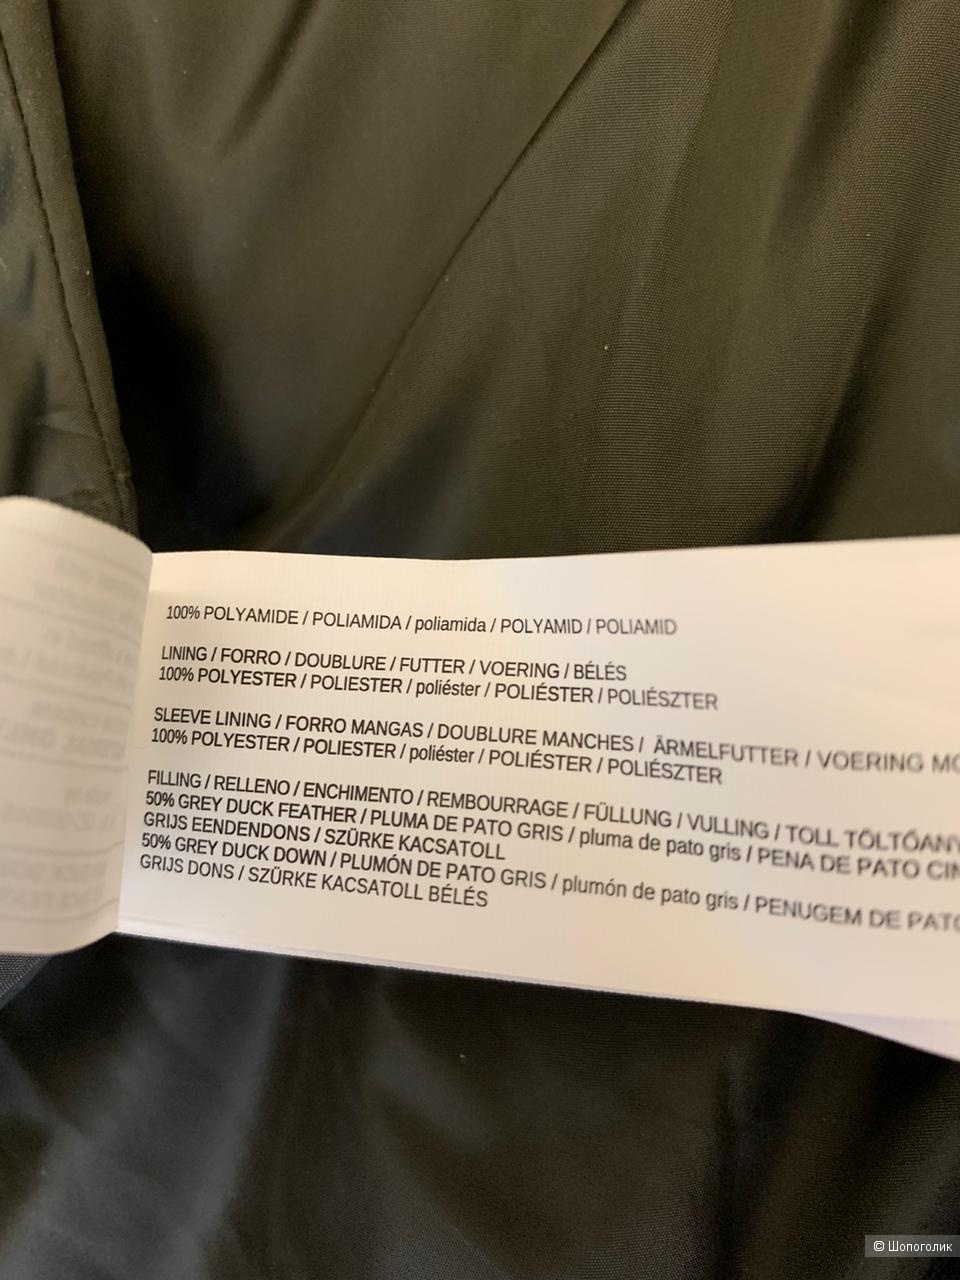 100% POLYAMIDE / POLIAMIDA / poliamida / POLYAMID / POLIAMID
LINING / FORRO / DOUBLURE / FUTTER / VOERING / BÉLÉS
100% POLYESTER / POLIESTER / poliéster / POLIÉSTER / POLIÉSZTER
SLEEVE LINING / FORRO MANGAS / DOUBLURE MANCHES / ÄRMELFUTTER / VOERING
100% POLYESTER / POLIESTER / poliéster / POLIÉSTER / POLIÉSZTER
FILLING / RELLENO / ENCHIMENTO / REMBOURRAGE / FÜLLUNG / VULLING / TOLL
50% GREY DUCK FEATHER / PLUMA DE PATO GRIS / pluma de pato gris / PENA DE PATO
GRIJS EENDENDONS / SZÜRKE KACSATOLL
50% GREY DUCK DOWN / PLUMÓN DE PATO GRIS / plumón de pato gris / PENUGEM DE
GRIJS DONS / SZÜRKE KACSATOLL BÉLÉS
© Шопоголик